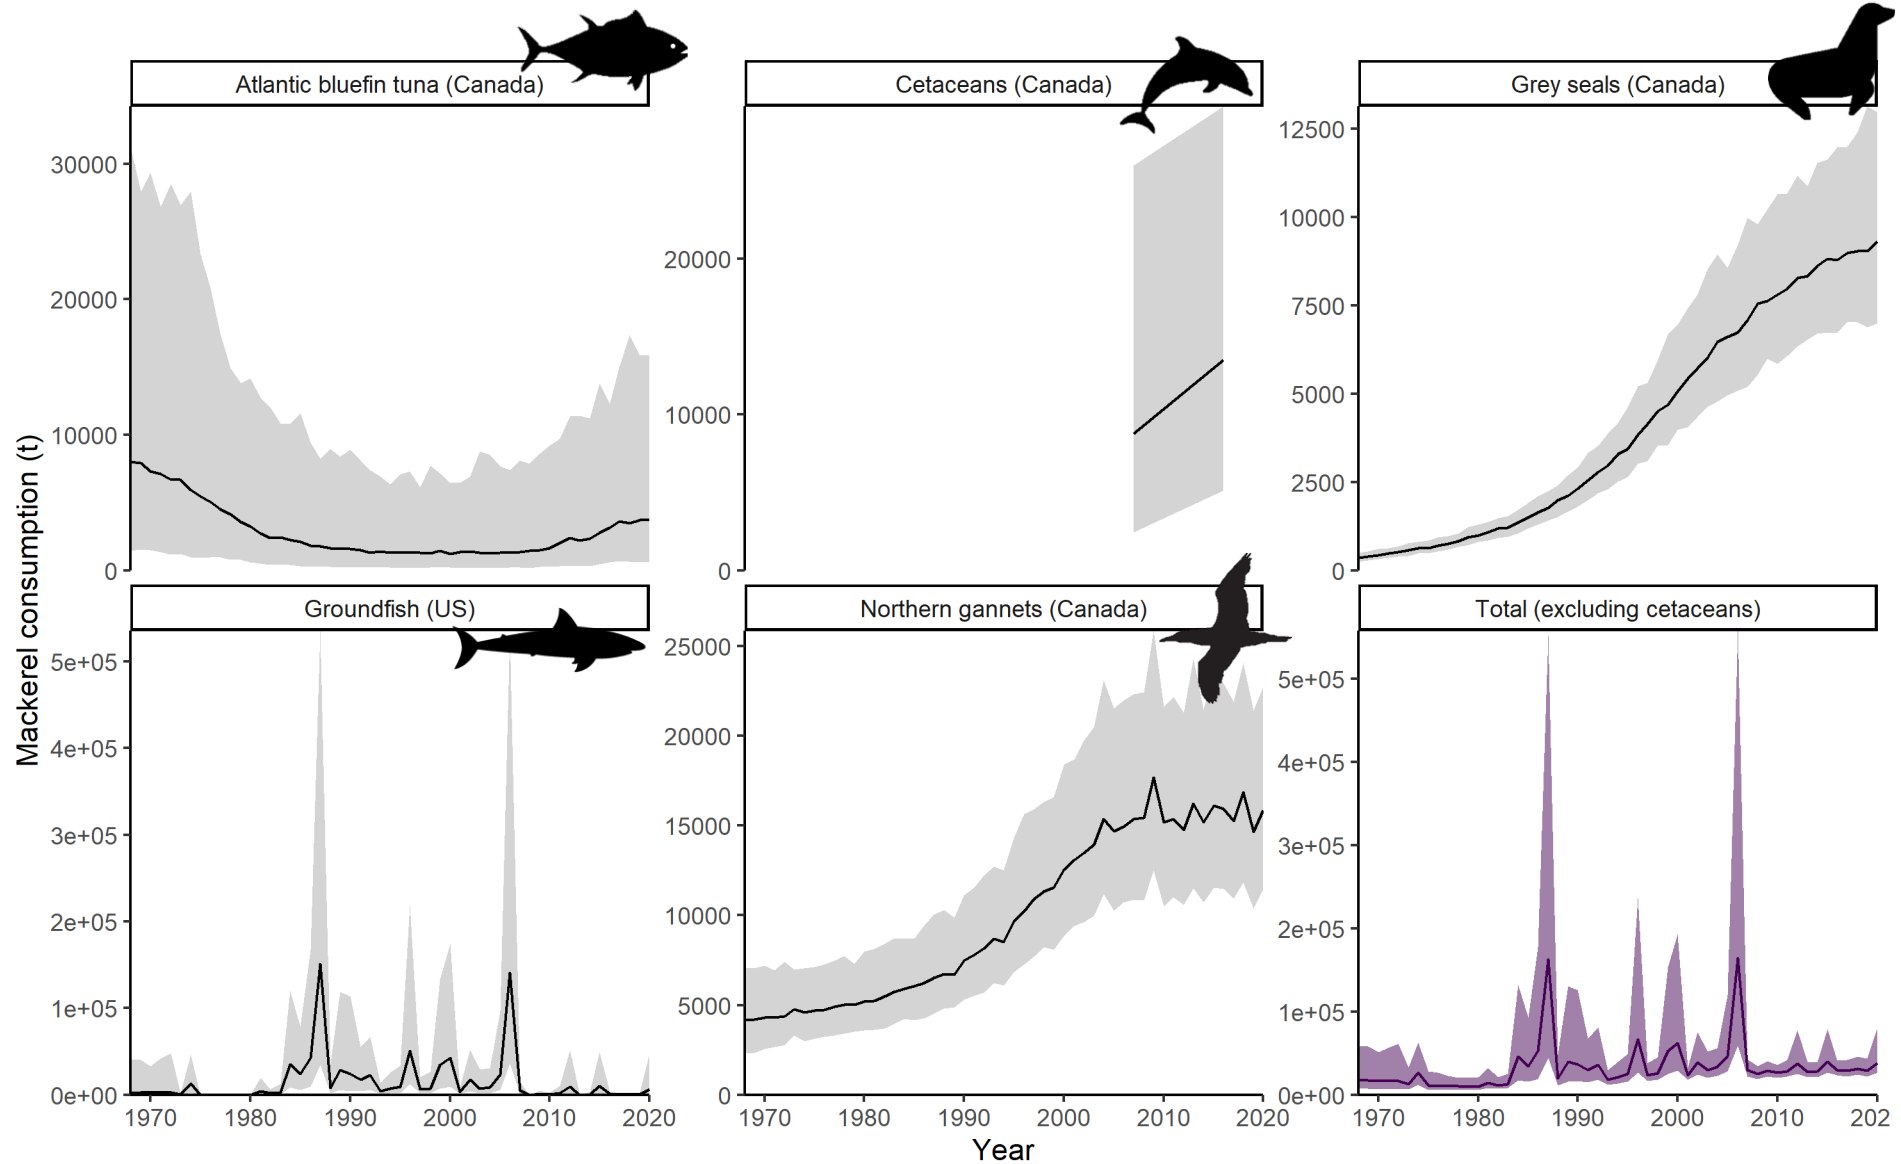 Atlantic bluefin tuna (Canada)
Cetaceans (Canada)
Grey seals (Canada)
30000
20000
10000
0
20000
10000
0
12500
10000
7500
5000
2500
0
Mackerel consumption (t)
Groundfish (US)
Northern gannets (Canada)
Total (excluding cetaceans)
5e+05
4e+05
3e+05
2e+05
1e+05
0e+00
25000
20000
15000
10000
5000
0
5e+05
4e+05
3e+05
2e+05
1e+05
0e+00
1970 1980 1990 2000 2010 2020
1970 1980 1990 2000 2010 2020
1970 1980 1990 2000 2010 202
Year